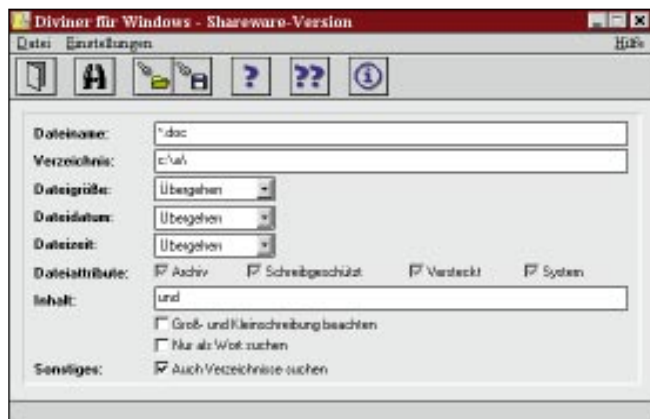 Diviner für Windows - Shareware-Version
Datei Einstellungen Hilfe
? ?? i
Dateiname: *.doc
Verzeichnis: c:\a\
Dateigröße: Übergehen
Dateidatum: Übergehen
Dateizeit: Übergehen
Dateiattribute: Archiv Schreibgeschützt Versteckt System
Inhalt: und
Groß- und Kleinschreibung beachten
Nur als Wort suchen
Sonstiges: Auch Verzeichnisse suchen